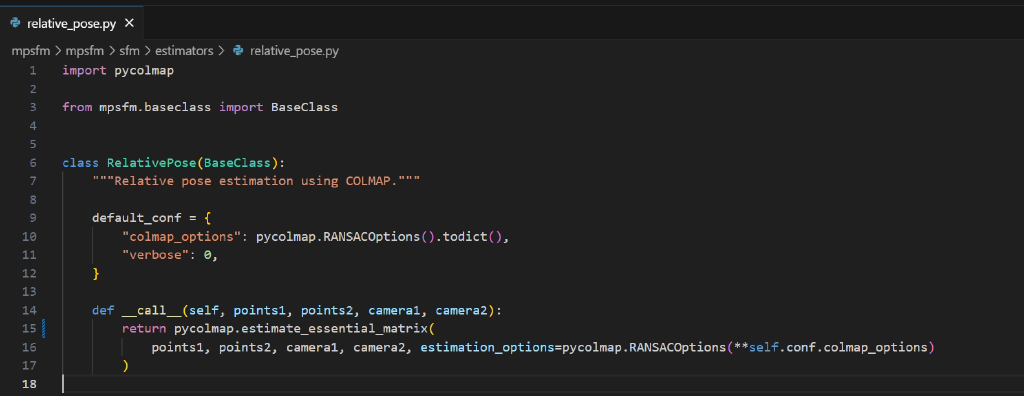 relative_pose.py ×
mpsfm > mpsfm > sfm > estimators > relative_pose.py
1 import pycolmap
2
3 from mpsfm.baseclass import BaseClass
4
5
6 class RelativePose(BaseClass):
7     """Relative pose estimation using COLMAP."""
8
9     default_conf = {
10         "colmap_options": pycolmap.RANSACOptions().todict(),
11         "verbose": 0,
12     }
13
14     def __call__(self, points1, points2, camera1, camera2):
15         return pycolmap.estimate_essential_matrix(
16             points1, points2, camera1, camera2, estimation_options=pycolmap.RANSACOptions(**self.conf.colmap_options)
17         )
18